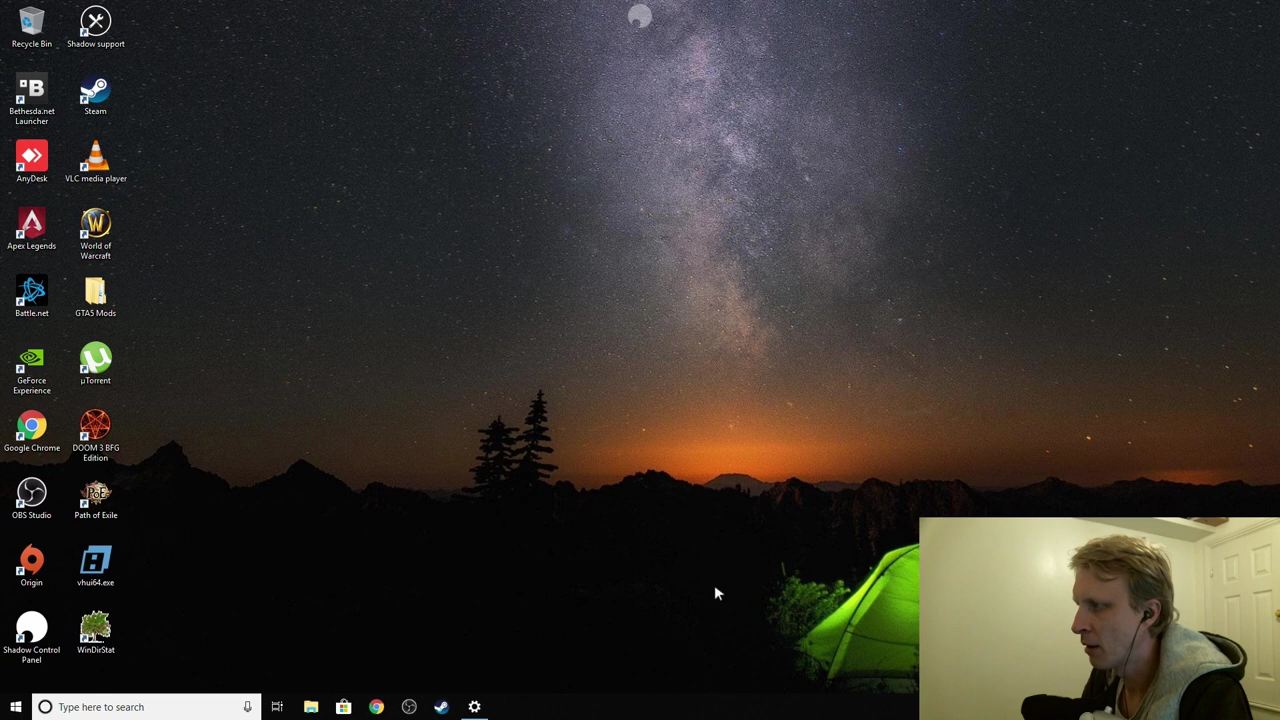 Recycle Bin
Shadow support
Bethesda.net
Launcher
Steam
AnyDesk
VLC media player
Apex Legends
World of
Warcraft
Battle.net
GTA5 Mods
GeForce
Experience
µTorrent
Google Chrome
DOOM 3 BFG
Edition
OBS Studio
Path of Exile
Origin
vhui64.exe
Shadow Control
Panel
WinDirStat
Type here to search